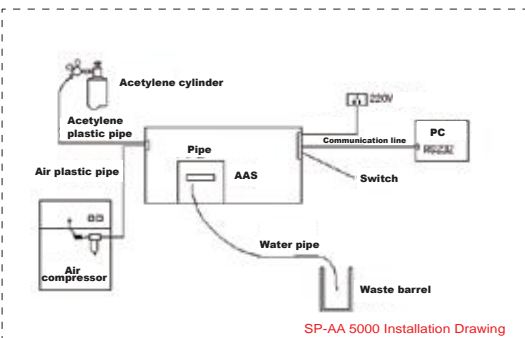 Acetylene cylinder
Acetylene
plastic pipe
220V
Communication line
PC
RS232
Pipe
AAS
Switch
Air plastic pipe
Water pipe
Air
compressor
Waste barrel
SP-AA 5000 Installation Drawing